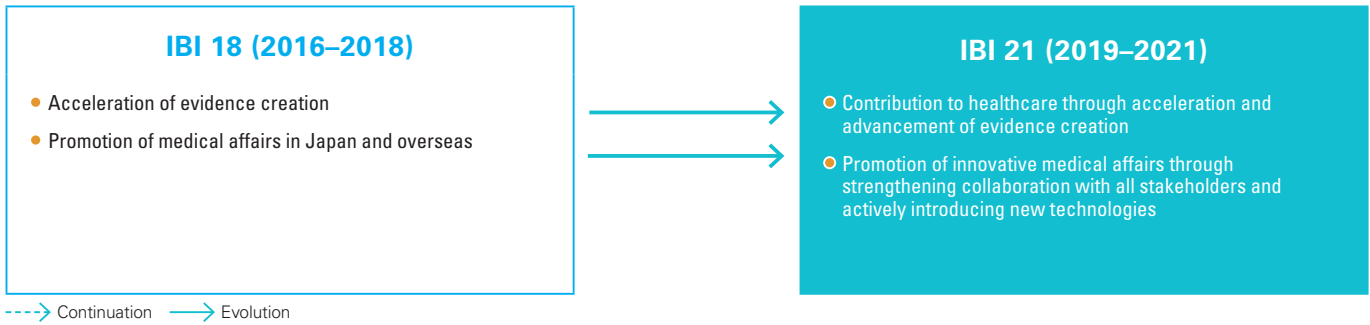 IBI 18 (2016–2018)
● Acceleration of evidence creation
● Promotion of medical affairs in Japan and overseas
IBI 21 (2019–2021)
● Contribution to healthcare through acceleration and
advancement of evidence creation
● Promotion of innovative medical affairs through
strengthening collaboration with all stakeholders and
actively introducing new technologies
Continuation
Evolution